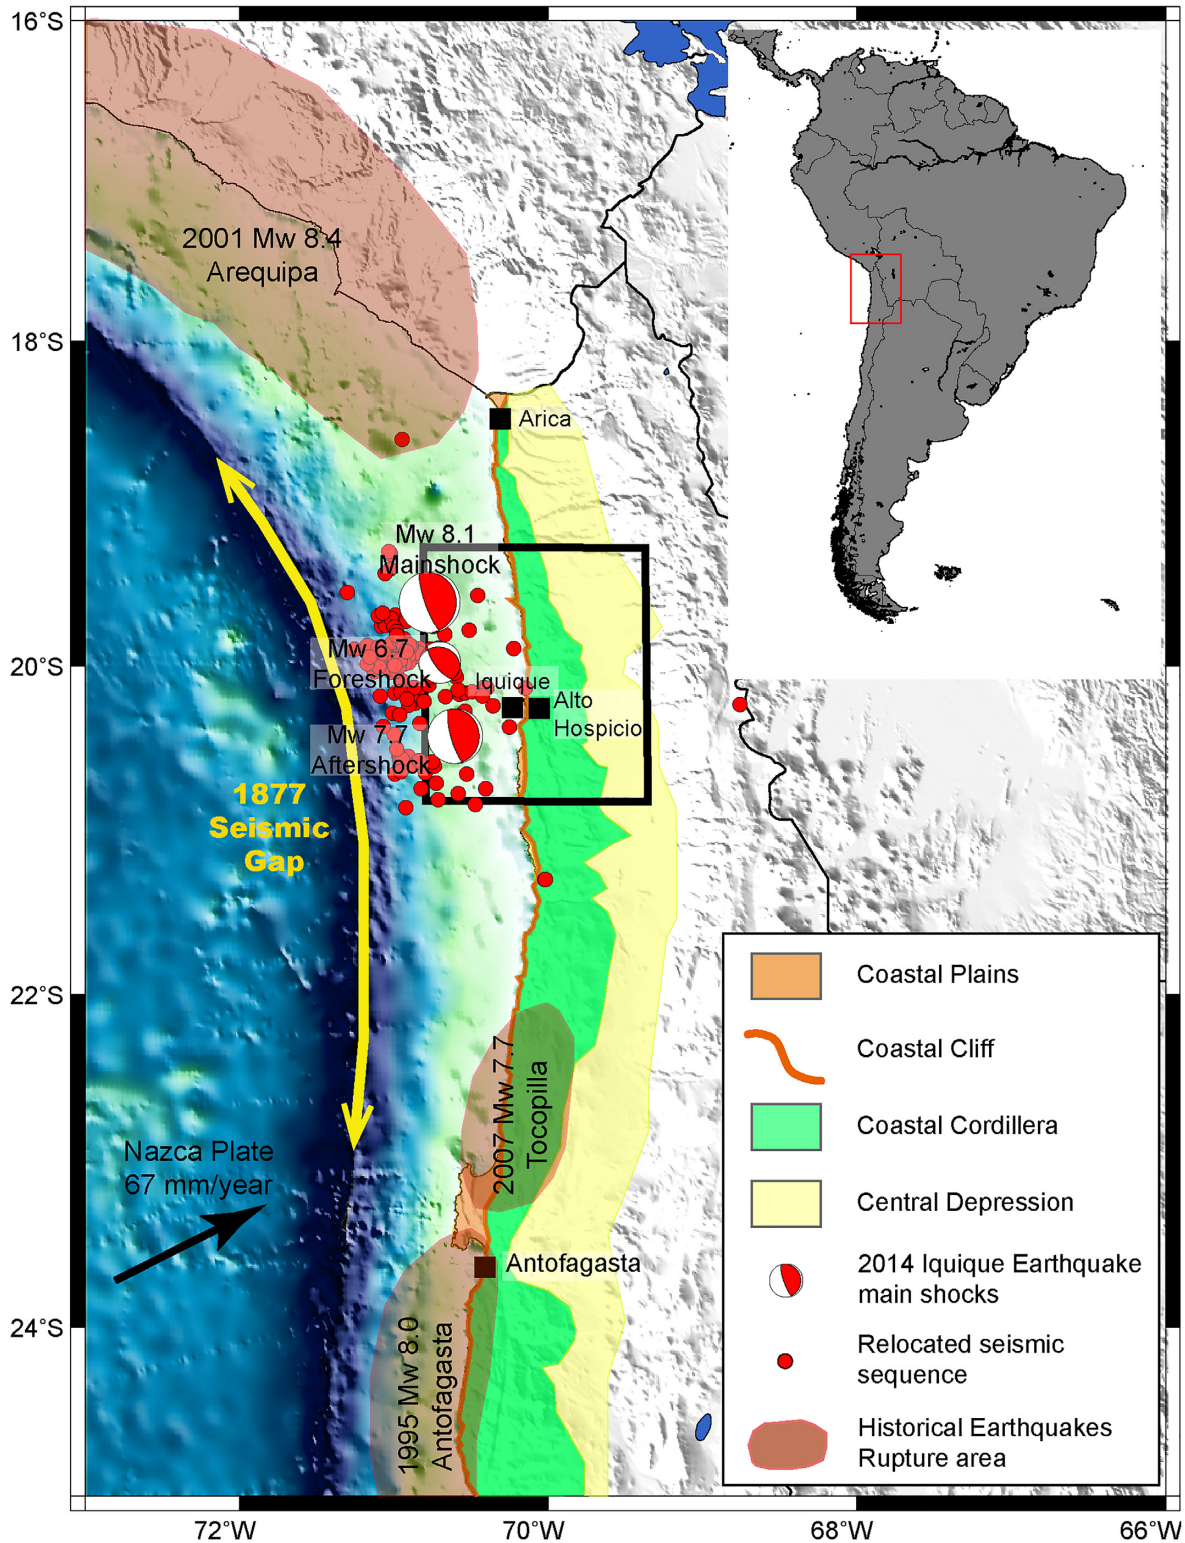 16°S
2001 Mw 8.4
Arequipa
18°S
Arica
Mw 8.1
Mainshock
20°S
Mw 6.7
Foreshock
Iquique
Alto
Hospicio
Mw 7.7
Aftershock
1877
Seismic
Gap
22°S
2007 Mw 7.7
Tocopilla
Nazca Plate
67 mm/year
Antofagasta
24°S
1995 Mw 8.0
Antofagasta
Coastal Plains
Coastal Cliff
Coastal Cordillera
Central Depression
2014 Iquique Earthquake
main shocks
Relocated seismic
sequence
Historical Earthquakes
Rupture area
72°W
70°W
68°W
66°W